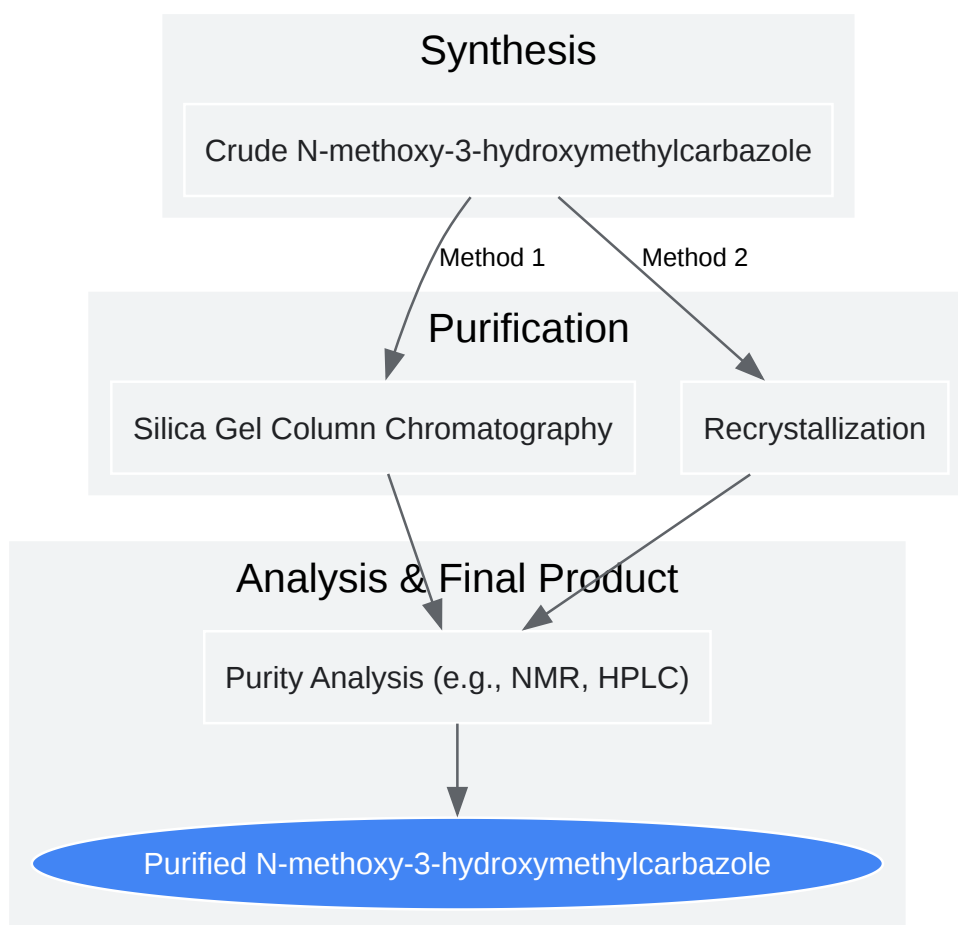 Synthesis
Crude N-methoxy-3-hydroxymethylcarbazole
Method 1
Method 2
Purification
Silica Gel Column Chromatography
Recrystallization
Analysis & Final Product
Purity Analysis (e.g., NMR, HPLC)
Purified N-methoxy-3-hydroxymethylcarbazole